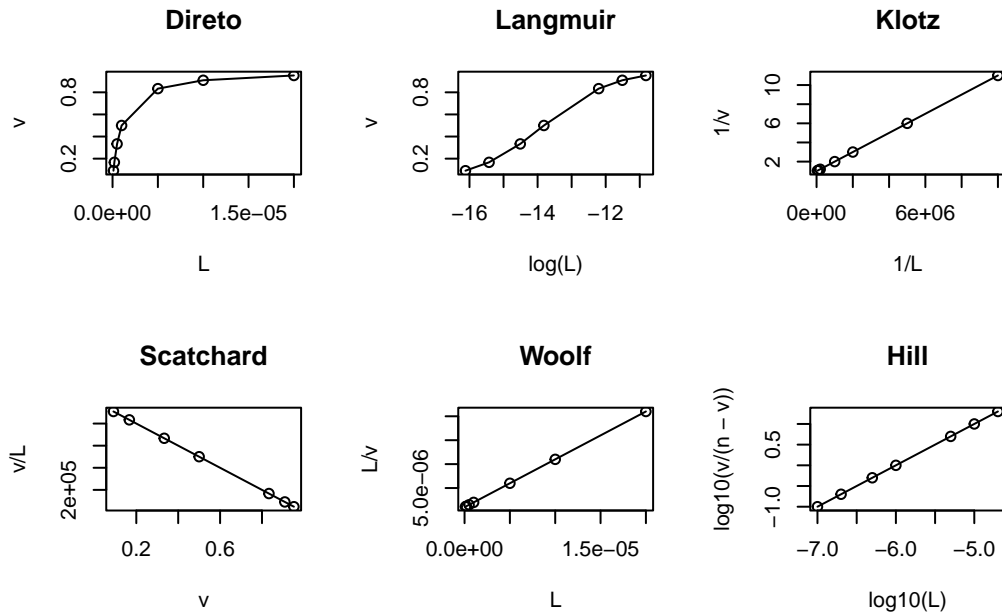 Direto
v
0.2 0.8
0.0e+00 1.5e-05
L
Langmuir
v
0.2 0.8
−16 −14 −12
log(L)
Klotz
1/v
2 6 10
0e+00 6e+06
1/L
Scatchard
v/L
2e+05
0.2 0.6
v
Woolf
L/v
5.0e−06
0.0e+00 1.5e−05
L
Hill
log10(v/(n − v))
−1.0 0.5
−7.0 −6.0 −5.0
log10(L)